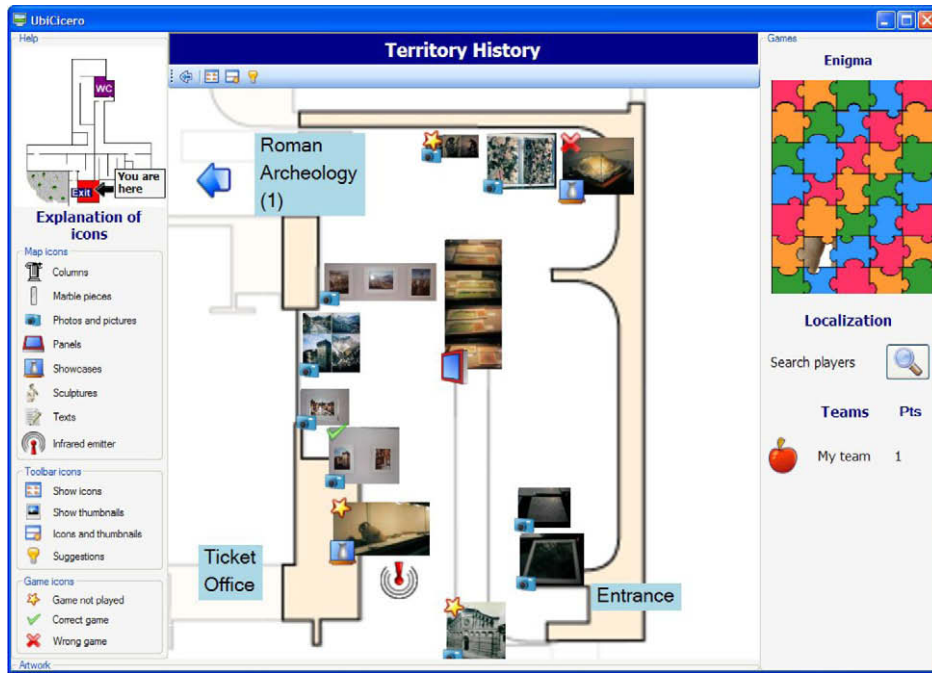 UbiCicero
Help
WC
Exit
You are
here
Explanation of
icons
Map icons
Columns
Marble pieces
Photos and pictures
Panels
Showcases
Sculptures
Texts
Infrared emitter
Toolbar icons
Show icons
Show thumbnails
Icons and thumbnails
Suggestions
Game icons
Game not played
Correct game
Wrong game
Artwork
Territory History
Roman
Archeology
(1)
Ticket
Office
Entrance
Games
Enigma
Localization
Search players
Teams Pts
My team 1